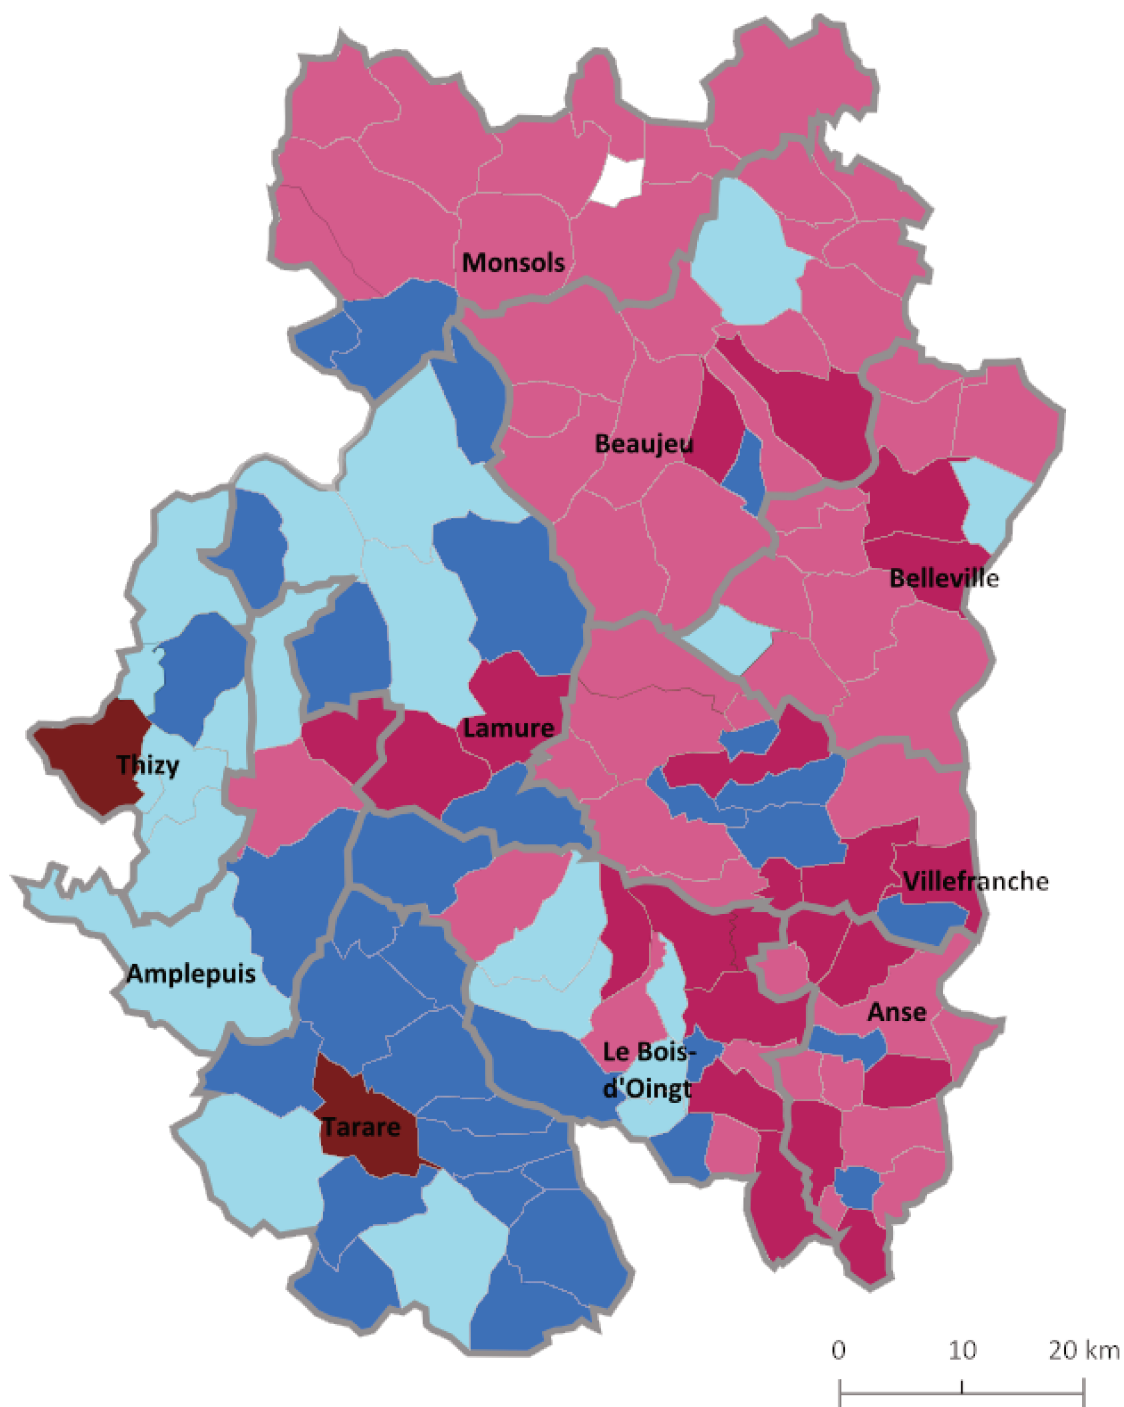 Monsols
Beaujeu
Belleville
Lamure
Thizy
Villefranche
Amplepuis
Anse
Le Bois-
d'Oingt
Tarare
0 10 20 km